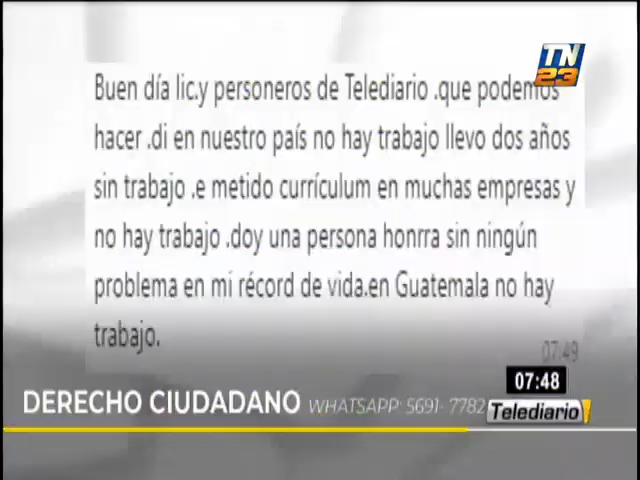 TN
23
Buen día lic.y personeros de Telediario .que podemos
hacer .di en nuestro país no hay trabajo llevo dos años
sin trabajo .e metido currículum en muchas empresas y
no hay trabajo .doy una persona honrra sin ningún
problema en mi récord de vida.en Guatemala no hay
trabajo.
07:49
07:48
DERECHO CIUDADANO WHATSAPP: 5691- 7782
Telediario